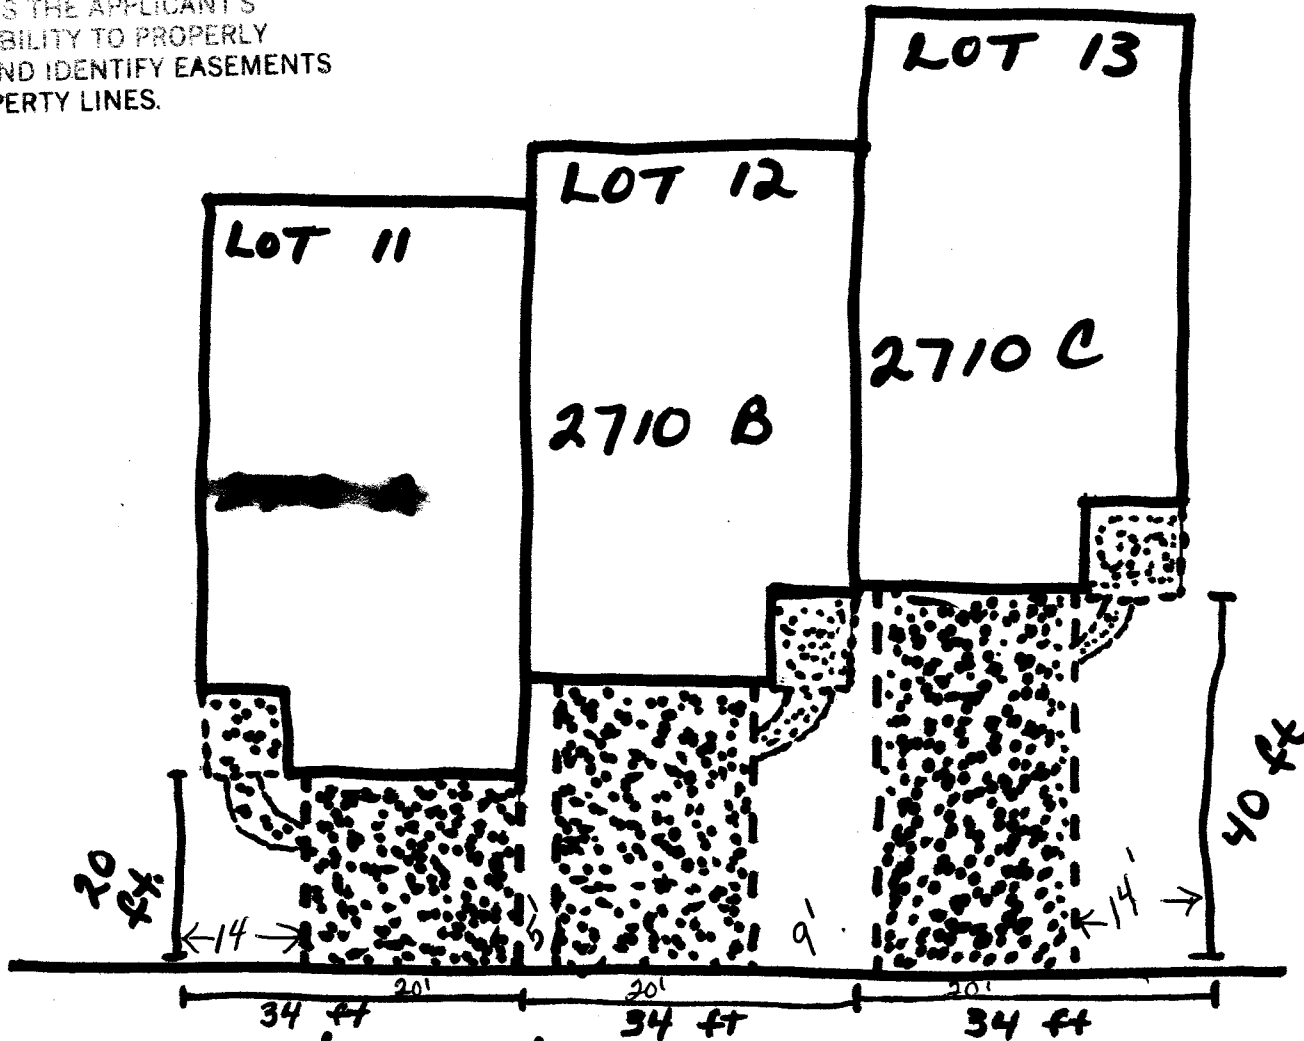 S THE APPLICANT'S
BILITY TO PROPERLY
ND IDENTIFY EASEMENTS
PERTY LINES.
LOT 13
LOT 12
LOT 11
2710 C
2710 B
40 ft
20 ft.
14'
14
5'
9'
20'
20'
20'
34 ft
34 ft
34 ft